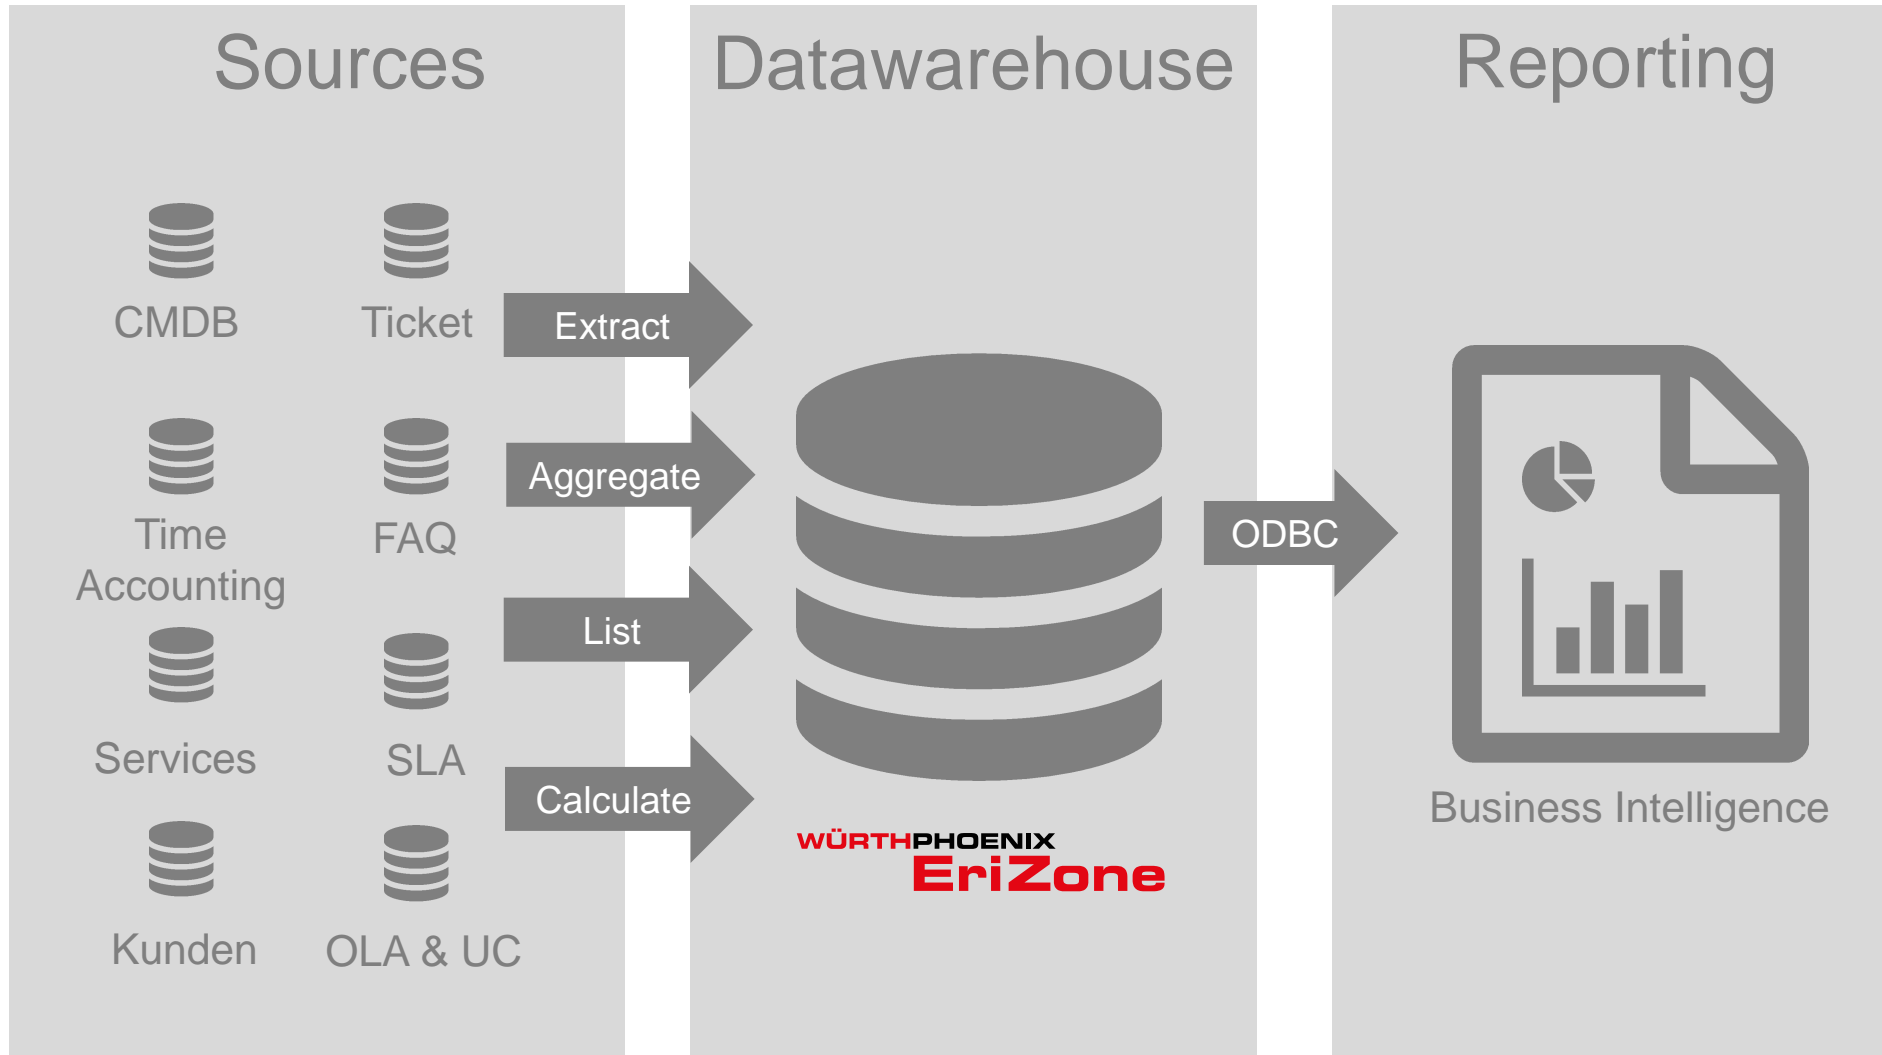 Sources
CMDB
Ticket
Time
Accounting
FAQ
Services
SLA
Kunden
OLA & UC
Extract
Aggregate
List
Calculate
Datawarehouse
WÜRTHPHOENIX
EriZone
ODBC
Reporting
Business Intelligence